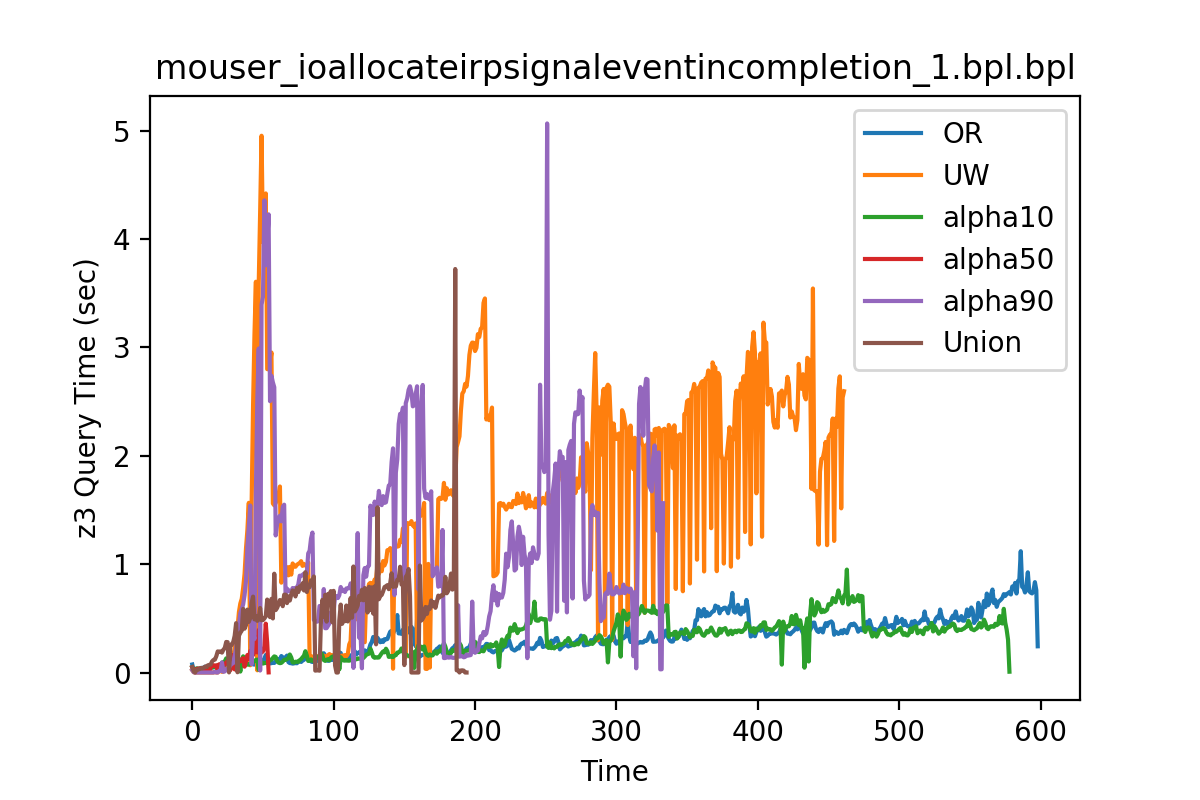 mouser_ioallocateirpsignaleventincompletion_1.bpl.bpl
OR
UW
alpha10
alpha50
alpha90
Union
z3 Query Time (sec)
5
4
3
2
1
0
0 100 200 300 400 500 600
Time